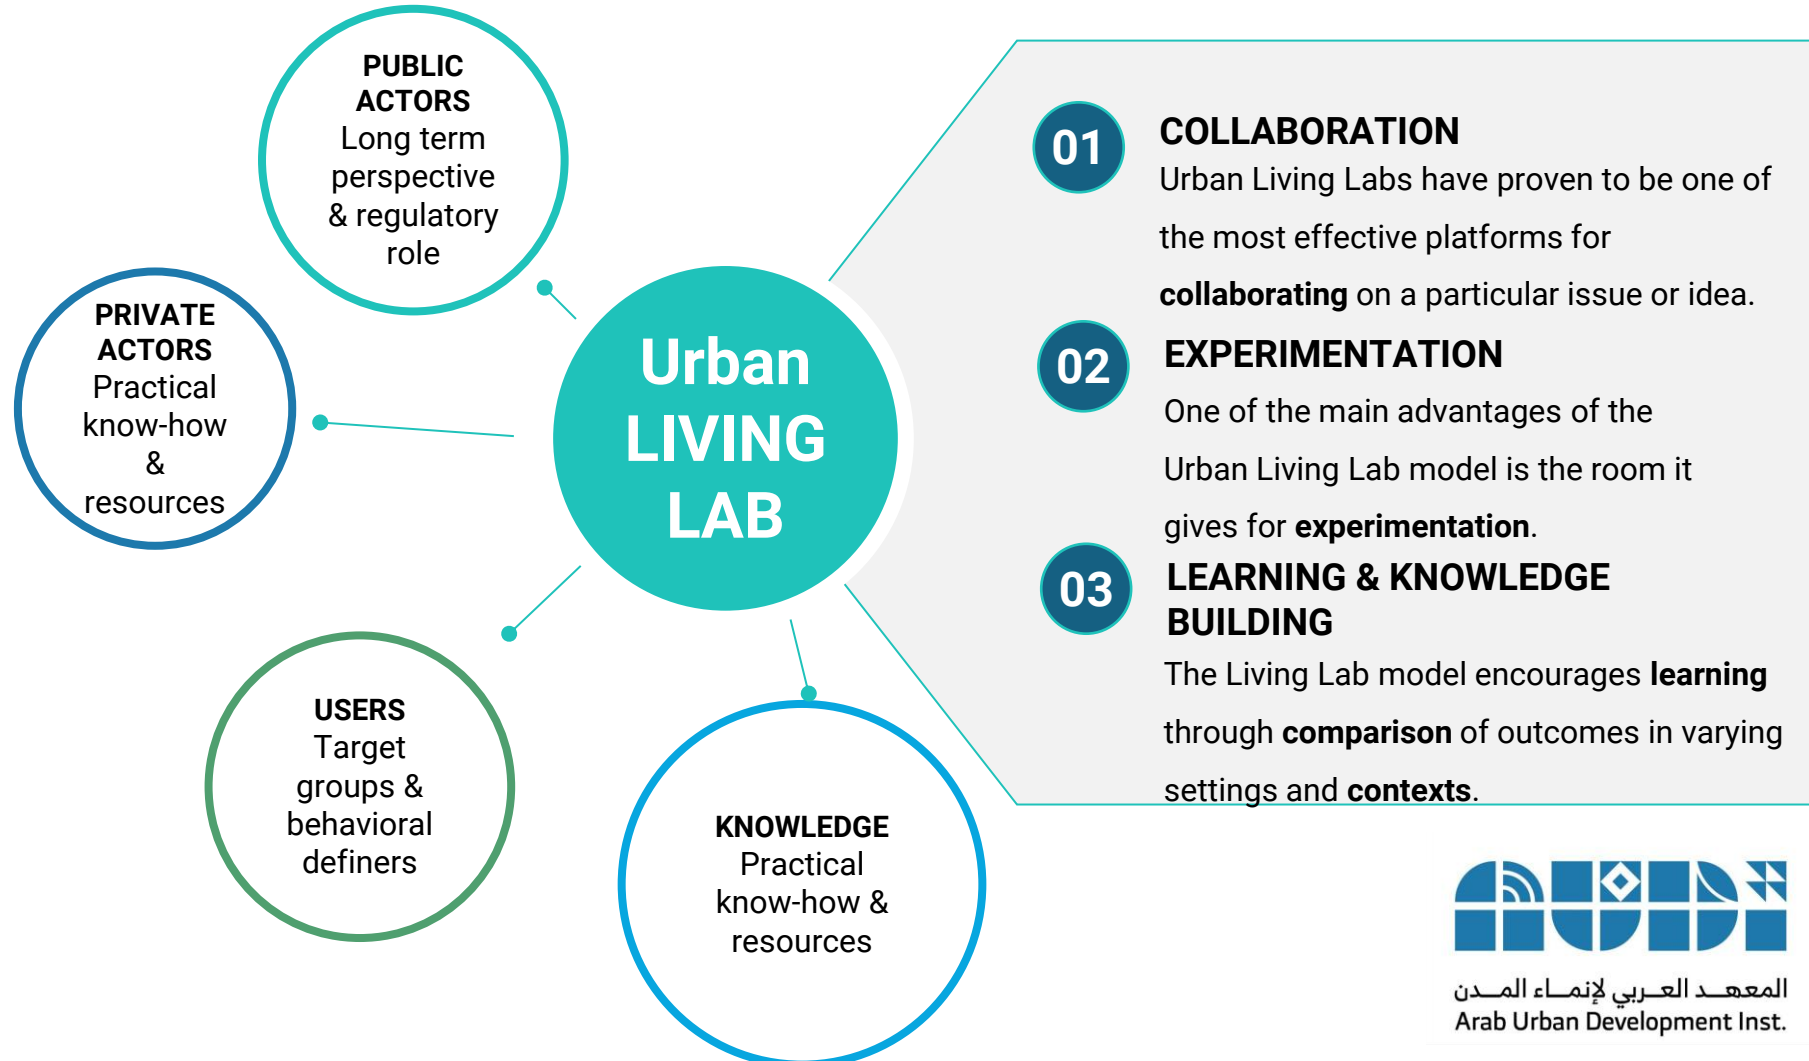 PUBLIC
ACTORS
Long term
perspective
& regulatory
role
PRIVATE
ACTORS
Practical
know-how
&
resources
Urban
LIVING
LAB
USERS
Target
groups &
behavioral
definers
KNOWLEDGE
Practical
know-how &
resources
01
COLLABORATION
Urban Living Labs have proven to be one of
the most effective platforms for
collaborating on a particular issue or idea.
02
EXPERIMENTATION
One of the main advantages of the
Urban Living Lab model is the room it
gives for experimentation.
03
LEARNING & KNOWLEDGE
BUILDING
The Living Lab model encourages learning
through comparison of outcomes in varying
settings and contexts.
AUDI
المعهد العربي لإنماء المدن
Arab Urban Development Inst.